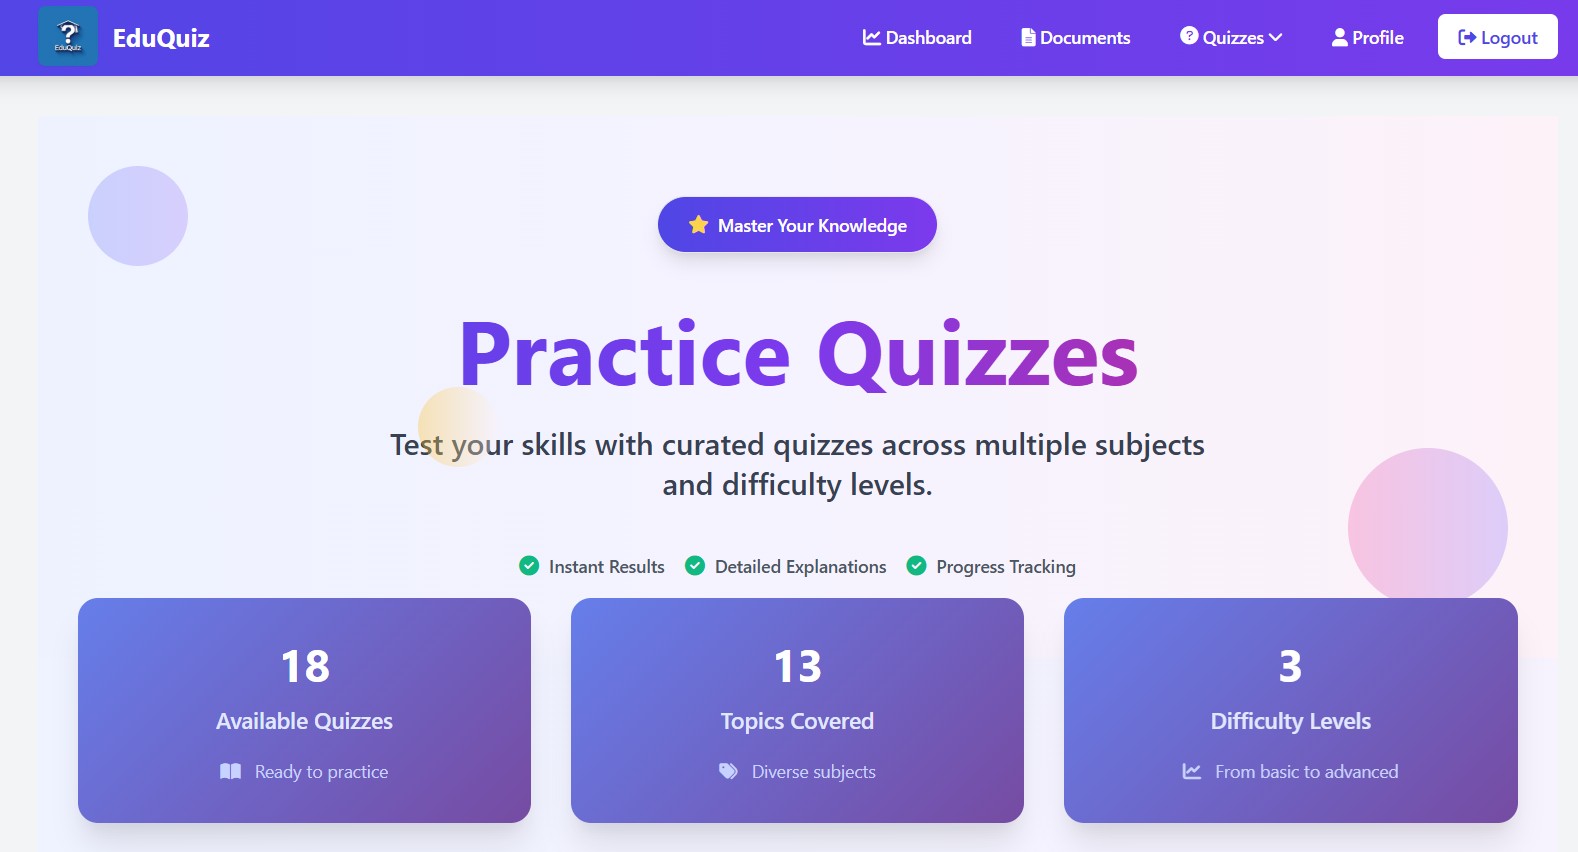 EduQuiz
EduQuiz
Dashboard
Documents
Quizzes
Profile
Logout
Master Your Knowledge
Practice Quizzes
Test your skills with curated quizzes across multiple subjects
and difficulty levels.
Instant Results
Detailed Explanations
Progress Tracking
18
Available Quizzes
Ready to practice
13
Topics Covered
Diverse subjects
3
Difficulty Levels
From basic to advanced